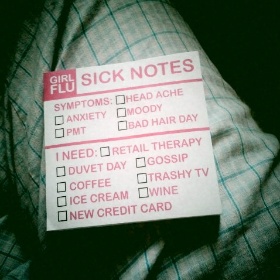 GIRL FLU SICK NOTES
SYMPTOMS: HEAD ACHE
ANXIETY MOODY
PMT BAD HAIR DAY
I NEED: RETAIL THERAPY
DUVET DAY GOSSIP
COFFEE TRASHY TV
ICE CREAM WINE
NEW CREDIT CARD